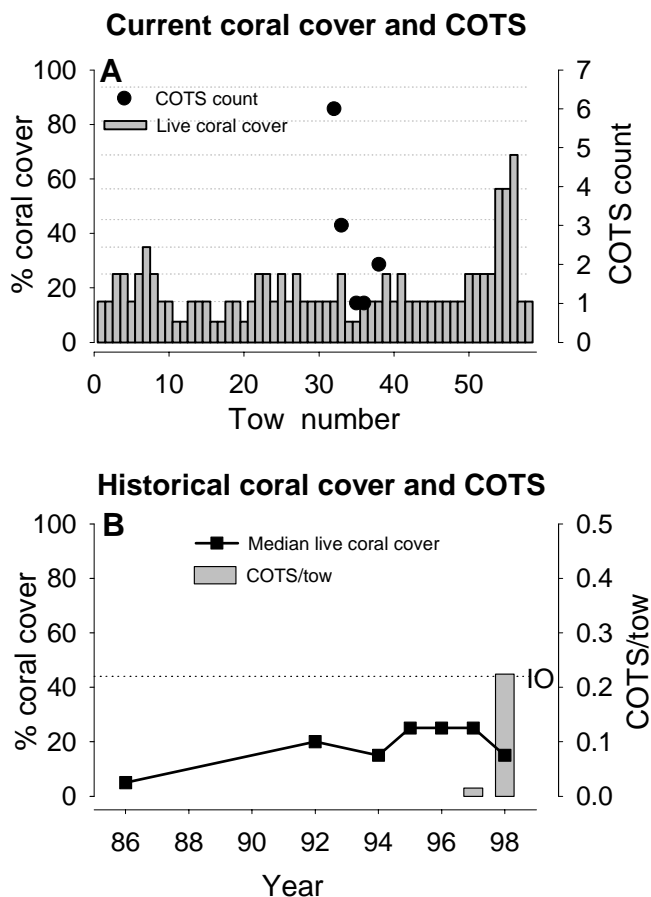 Current coral cover and COTS
A
COTS count
Live coral cover
% coral cover
100
80
60
40
20
0
COTS count
7
6
5
4
3
2
1
0
0 10 20 30 40 50
Tow number
Historical coral cover and COTS
B
Median live coral cover
COTS/tow
% coral cover
100
80
60
40
20
0
IO
COTS/tow
0.5
0.4
0.3
0.2
0.1
0.0
86 88 90 92 94 96 98
Year